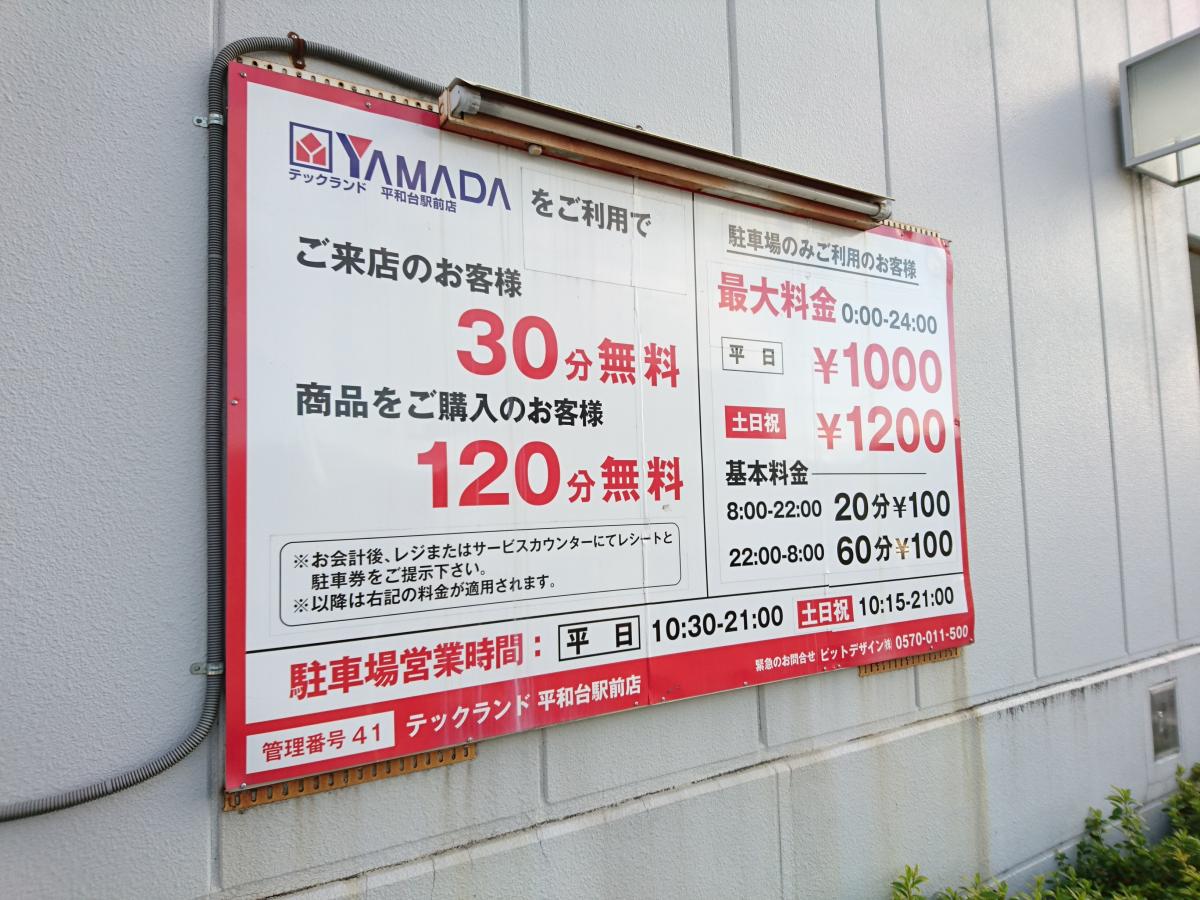 YAMADA
テックランド 平和台駅前店
をご利用で
ご来店のお客様
30分無料
商品をご購入のお客様
120分無料
※お会計後、レジまたはサービスカウンターにてレシートと
駐車券をご提示下さい。
※以降は右記の料金が適用されます。
駐車場のみご利用のお客様
最大料金 0:00-24:00
平日 ¥1000
土日祝 ¥1200
基本料金
8:00-22:00 20分¥100
22:00-8:00 60分¥100
駐車場営業時間: 平日 10:30-21:00 土日祝 10:15-21:00
管理番号 41 テックランド 平和台駅前店
緊急のお問合せ ピットデザイン㈱ 0570-011-500